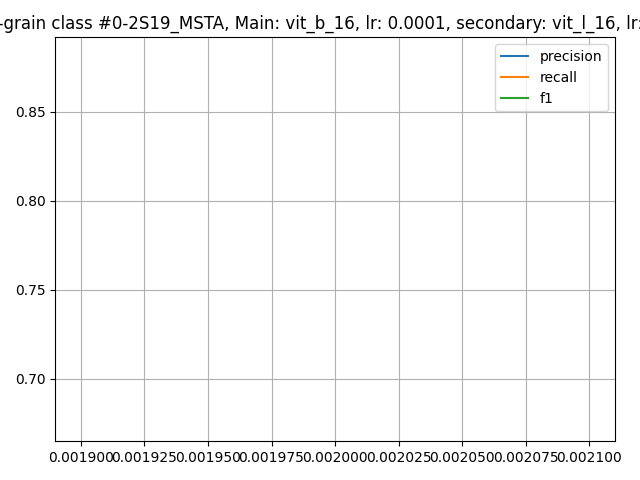 -grain class #0-2S19_MSTA, Main: vit_b_16, lr: 0.0001, secondary: vit_l_16, lr:
precision
recall
f1
0.85
0.80
0.75
0.70
0.001900 0.001925 0.001950 0.001975 0.002000 0.002025 0.002050 0.002075 0.002100